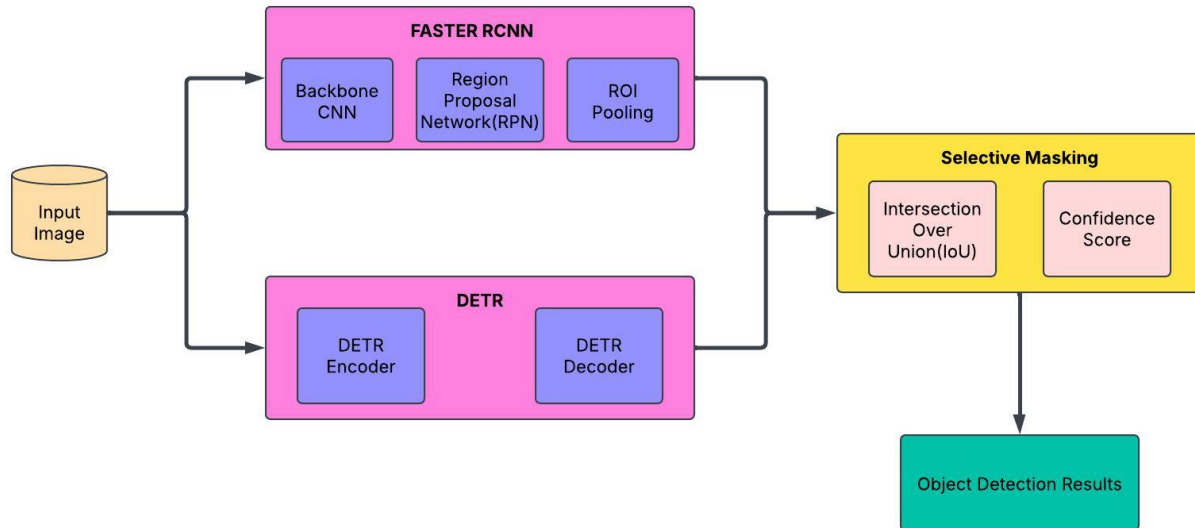 FASTER RCNN
Backbone
CNN
Region
Proposal
Network(RPN)
ROI
Pooling
Input
Image
DETR
DETR
Encoder
DETR
Decoder
Selective Masking
Intersection
Over
Union(IoU)
Confidence
Score
Object Detection Results